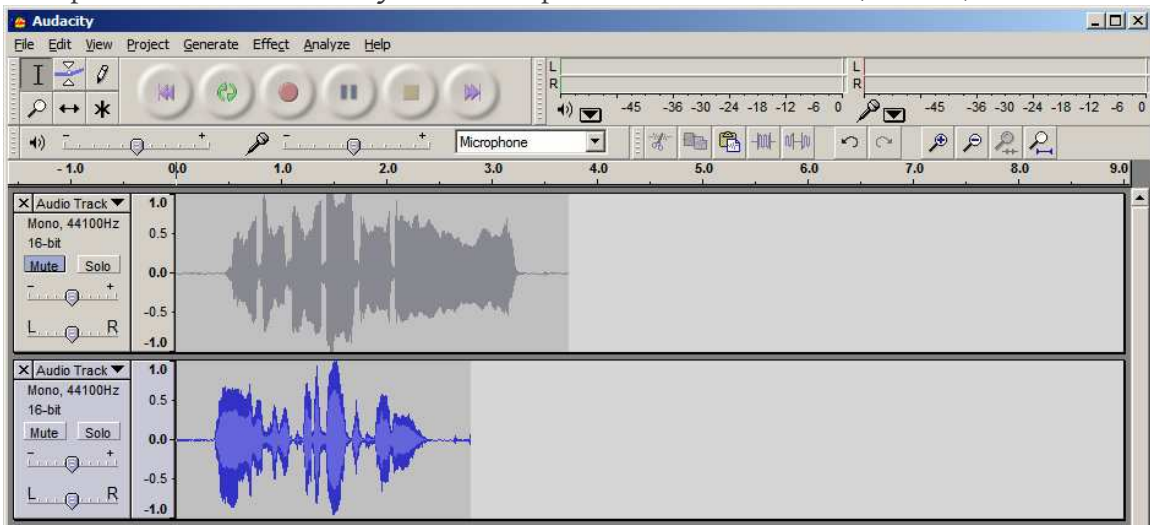 Audacity
File Edit View Project Generate Effect Analyze Help
L
R
-45 -36 -30 -24 -18 -12 -6 0
L
R
-45 -36 -30 -24 -18 -12 -6 0
- + - + Microphone
- 1.0 0.0 1.0 2.0 3.0 4.0 5.0 6.0 7.0 8.0 9.0
X Audio Track
Mono, 44100Hz
16-bit
Mute Solo
- +
L R
1.0
0.5
0.0
-0.5
-1.0
X Audio Track
Mono, 44100Hz
16-bit
Mute Solo
- +
L R
1.0
0.5
0.0
-0.5
-1.0